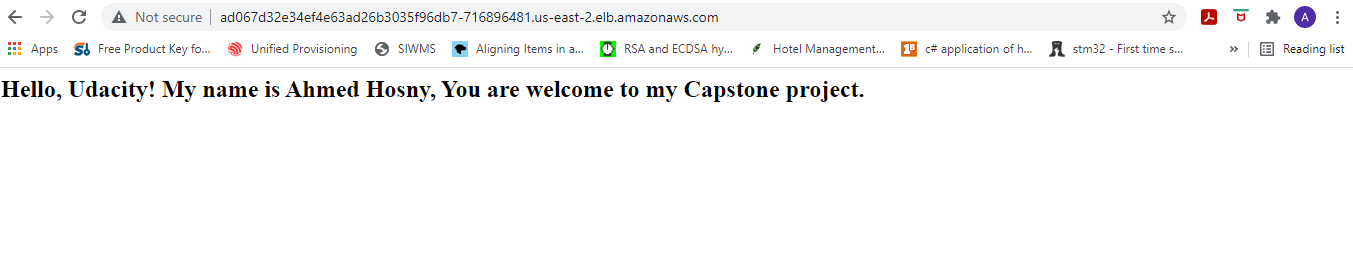 Not secure ad067d32e34ef4e63ad26b3035f96db7-716896481.us-east-2.elb.amazonaws.com A
Apps Free Product Key fo... Unified Provisioning SIWMS Aligning Items in a... RSA and ECDSA hy... Hotel Management... c# application of h... stm32 - First time s... » Reading list
Hello, Udacity! My name is Ahmed Hosny, You are welcome to my Capstone project.